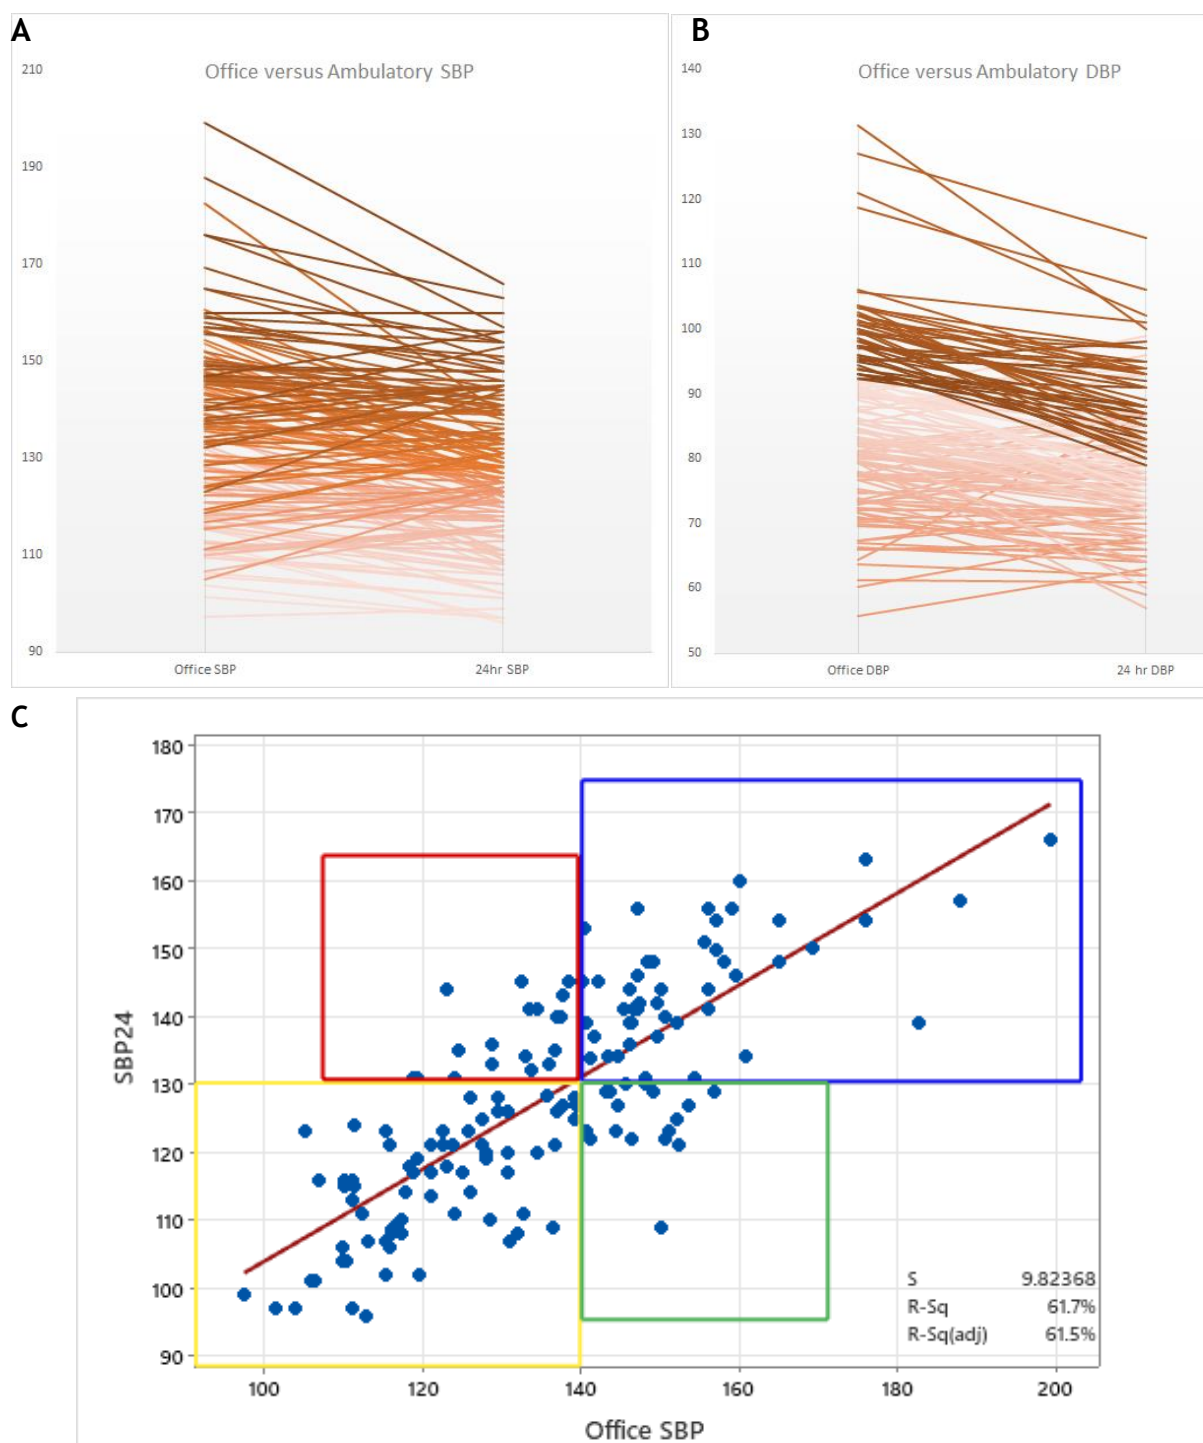 A
Office versus Ambulatory SBP
210
190
170
150
130
110
90
Office SBP
24hr SBP
B
Office versus Ambulatory DBP
140
130
120
110
100
90
80
70
60
50
Office DBP
24 hr DBP
C
180
170
160
150
140
130
120
110
100
90
SBP24
S 9.82368
R-Sq 61.7%
R-Sq(adj) 61.5%
100 120 140 160 180 200
Office SBP